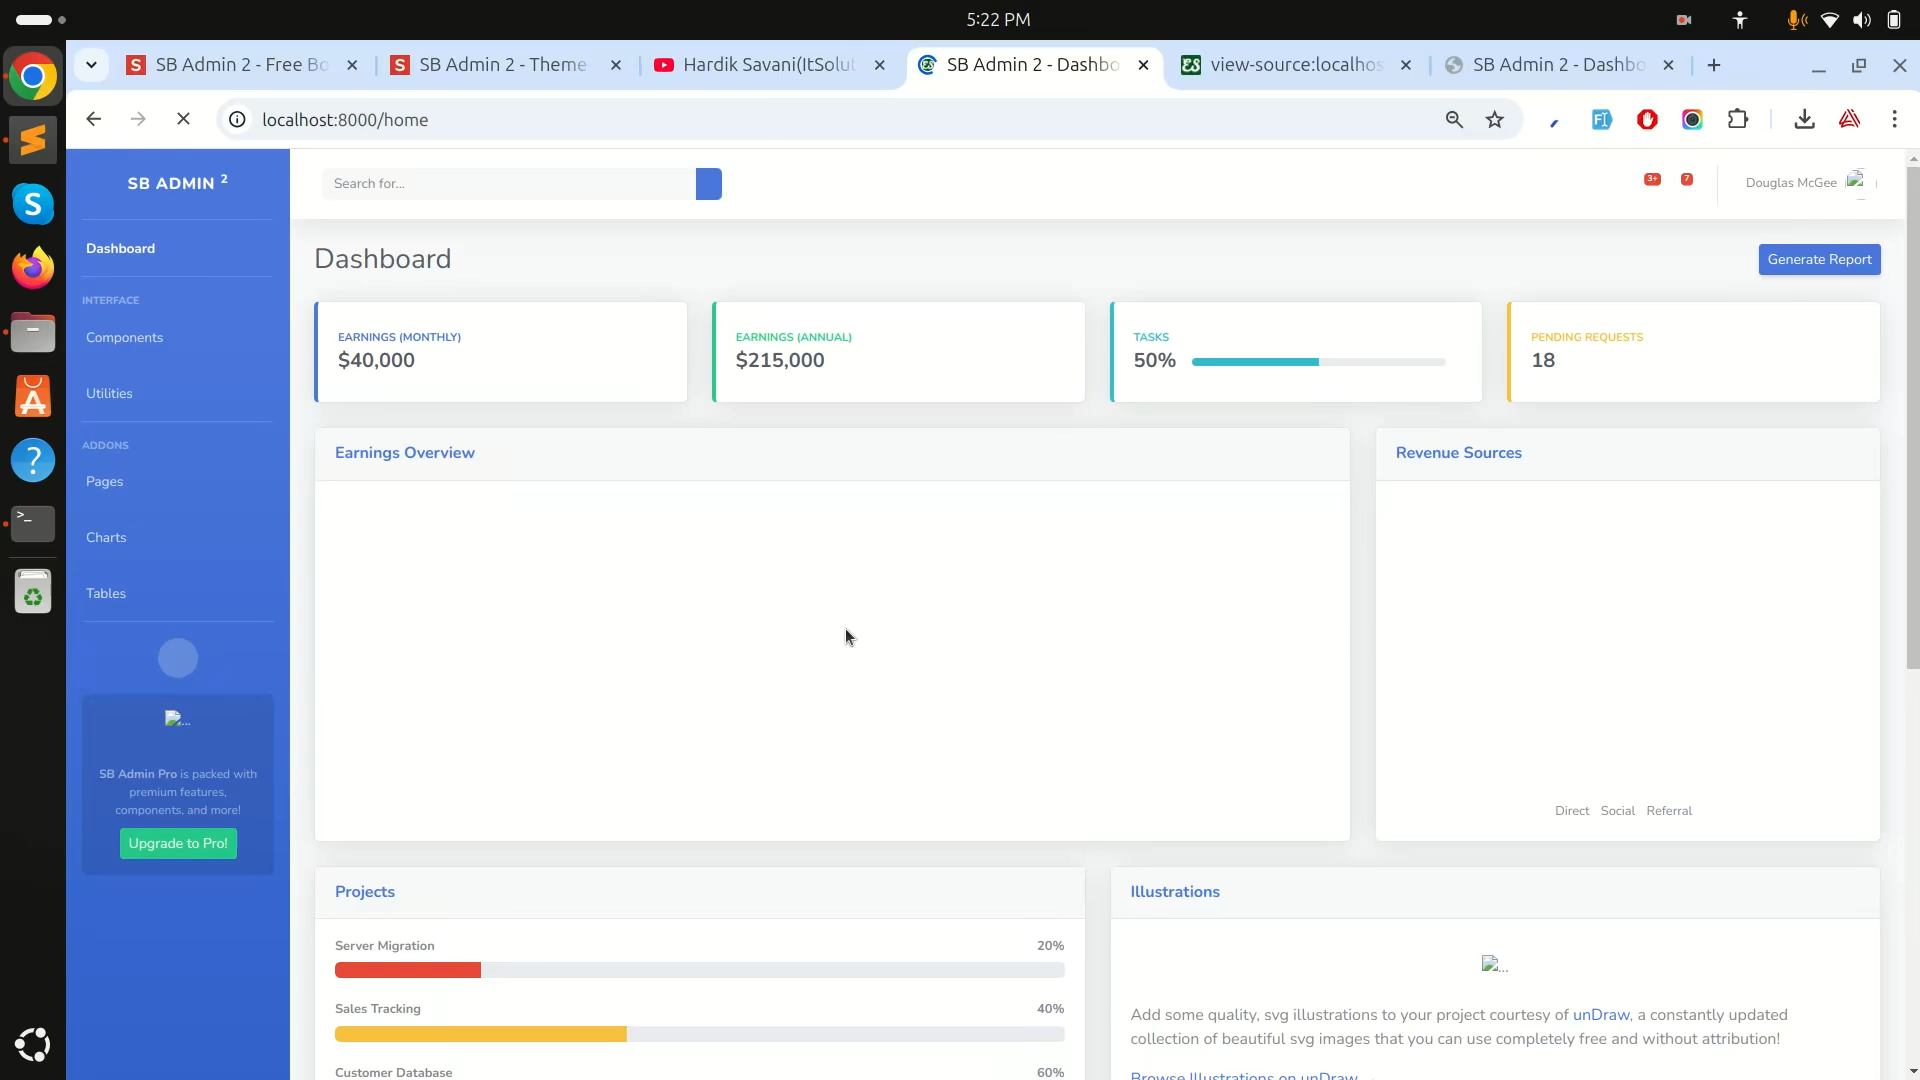 5:22 PM
SB Admin 2 - Free Bo
SB Admin 2 - Theme
Hardik Savani(ItSolut
SB Admin 2 - Dashbo
view-source:localhos
SB Admin 2 - Dashbo
localhost:8000/home
SB ADMIN 2
Search for...
3+
7
Douglas McGee
Dashboard
Dashboard
Generate Report
INTERFACE
Components
Utilities
ADDONS
Pages
Charts
Tables
...
SB Admin Pro is packed with
premium features,
components, and more!
Upgrade to Pro!
EARNINGS (MONTHLY)
$40,000
EARNINGS (ANNUAL)
$215,000
TASKS
50%
PENDING REQUESTS
18
Earnings Overview
Revenue Sources
Direct Social Referral
Projects
Server Migration 20%
Sales Tracking 40%
Customer Database 60%
Illustrations
...
Add some quality, svg illustrations to your project courtesy of unDraw, a constantly updated
collection of beautiful svg images that you can use completely free and without attribution!
Browse Illustrations on unDraw